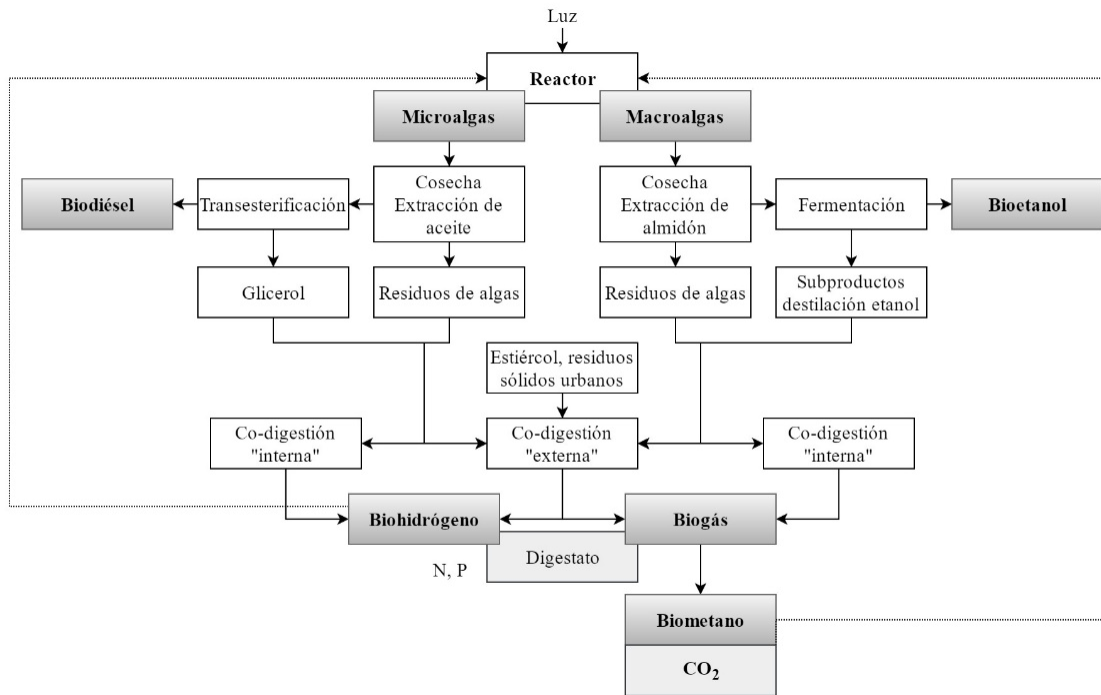 Luz
Reactor
Microalgas
Macroalgas
Biodiésel
Transesterificación
Cosecha
Extracción de
aceite
Cosecha
Extracción de
almidón
Fermentación
Bioetanol
Glicerol
Residuos de algas
Residuos de algas
Subproductos
destilación etanol
Estiércol, residuos
sólidos urbanos
Co-digestión
"interna"
Co-digestión
"externa"
Co-digestión
"interna"
Biohidrógeno
Biogás
Digestato
N, P
Biometano
CO₂